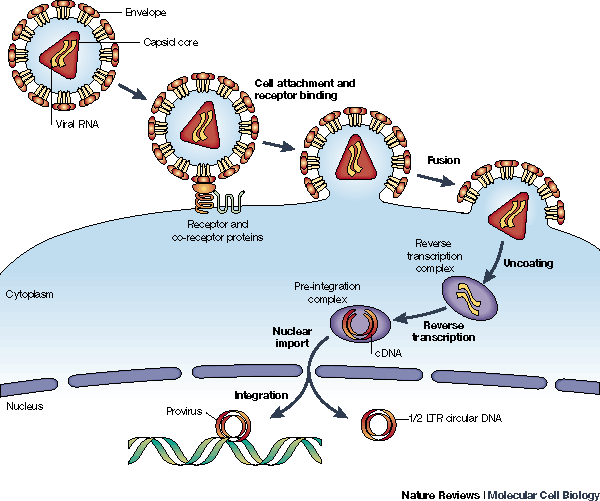 Envelope
Capsid core
Viral RNA
Cell attachment and
receptor binding
Fusion
Receptor and
co-receptor proteins
Reverse
transcription
complex
Uncoating
Cytoplasm
Pre-integration
complex
Reverse
transcription
Nuclear
import
cDNA
Nucleus
Integration
Provirus
1/2 LTR circular DNA
Nature Reviews | Molecular Cell Biology